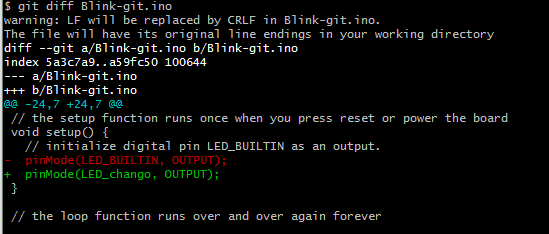 $ git diff Blink-git.ino
warning: LF will be replaced by CRLF in Blink-git.ino.
The file will have its original line endings in your working directory
diff --git a/Blink-git.ino b/Blink-git.ino
index 5a3c7a9..a59fc50 100644
--- a/Blink-git.ino
+++ b/Blink-git.ino
@@ -24,7 +24,7 @@
 // the setup function runs once when you press reset or power the board
 void setup() {
   // initialize digital pin LED_BUILTIN as an output.
-  pinMode(LED_BUILTIN, OUTPUT);
+  pinMode(LED_chango, OUTPUT);
 }

 // the loop function runs over and over again forever